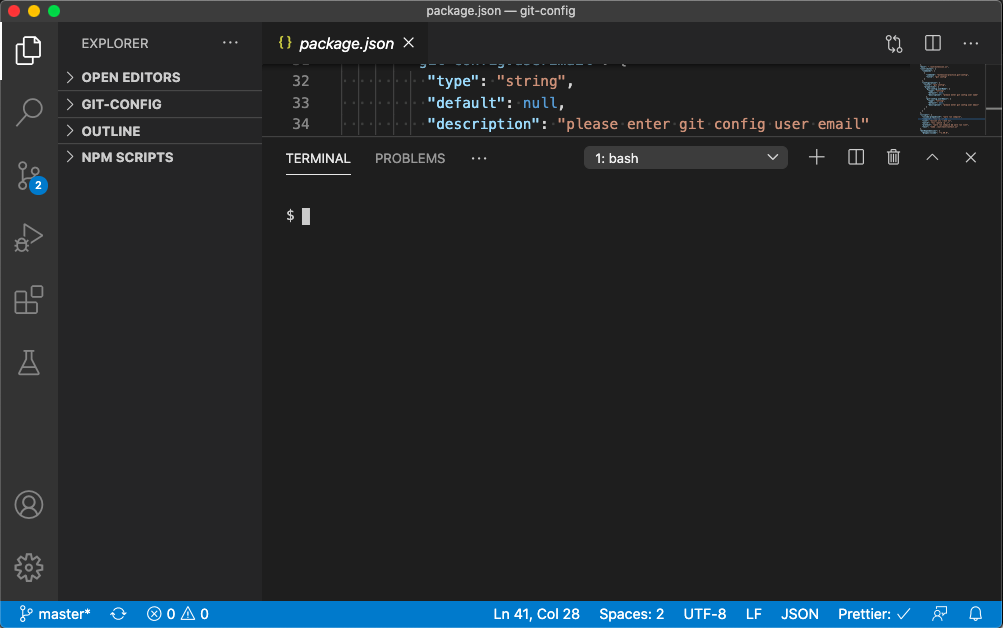 package.json — git-config
EXPLORER
OPEN EDITORS
GIT-CONFIG
OUTLINE
NPM SCRIPTS
2
{} package.json
32 "type": "string",
33 "default": null,
34 "description": "please enter git config user email"
TERMINAL PROBLEMS 1: bash
$
master* 0 0 Ln 41, Col 28 Spaces: 2 UTF-8 LF JSON Prettier: ✓